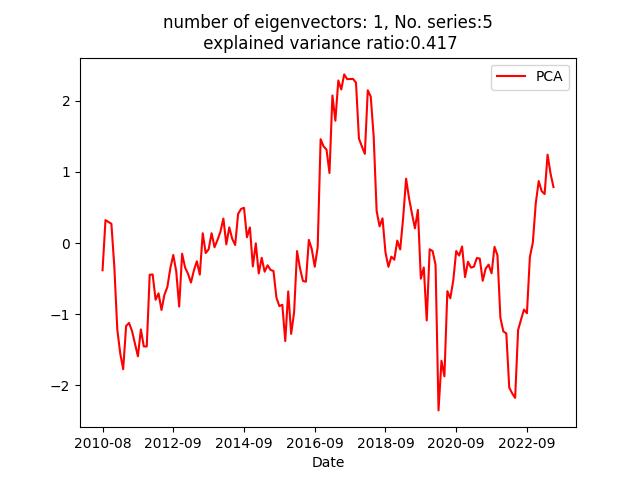 number of eigenvectors: 1, No. series:5
explained variance ratio:0.417
PCA
2
1
0
−1
−2
2010-08 2012-09 2014-09 2016-09 2018-09 2020-09 2022-09
Date